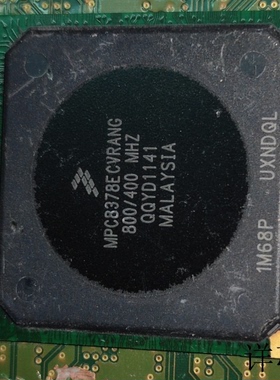 MPC8378ECVRANG
800/400 MHZ
QQYD1141
MALAYSIA
1M68P
UXNDQL